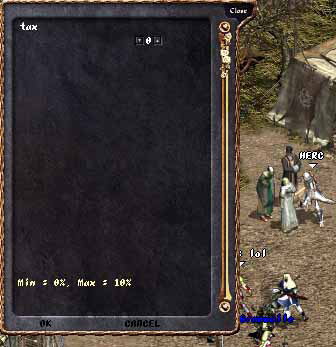 Close
tax
0
HERC
: lol
Min = 0%, Max = 10%
OK CANCEL